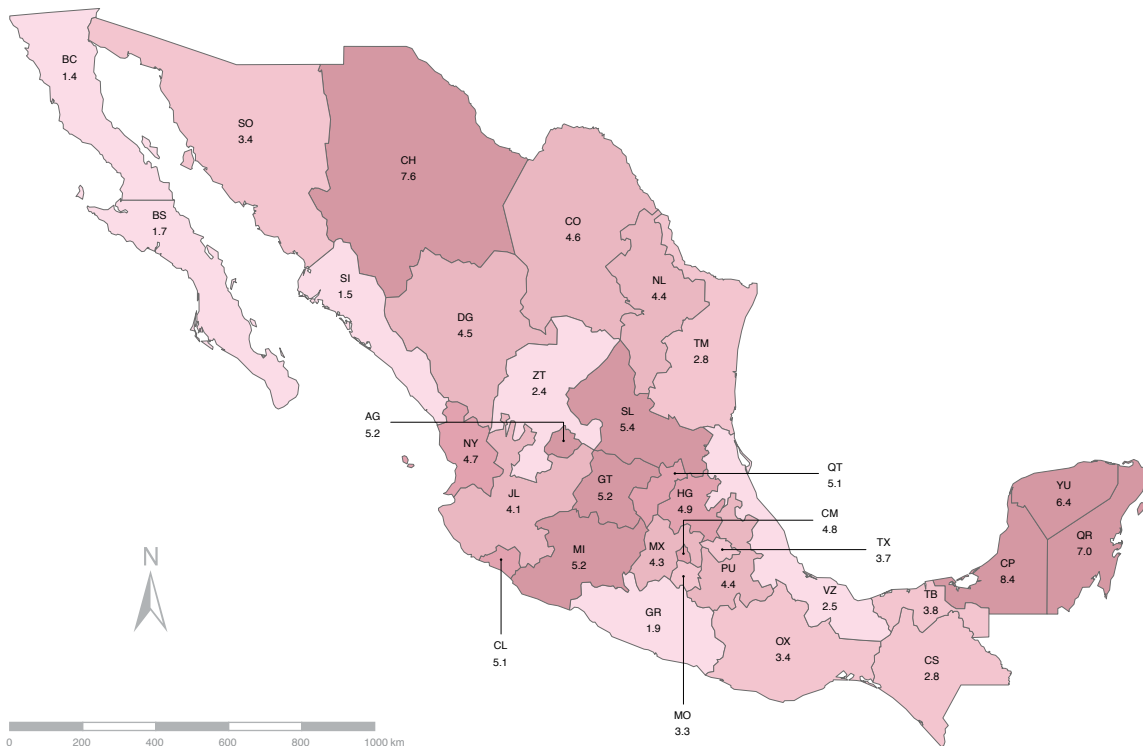 BC
1.4
SO
3.4
CH
7.6
BS
1.7
CO
4.6
SI
1.5
NL
4.4
DG
4.5
TM
2.8
ZT
2.4
AG
5.2
SL
5.4
NY
4.7
QT
5.1
GT
5.2
YU
6.4
JL
4.1
HG
4.9
CM
4.8
QR
7.0
TX
3.7
MX
4.3
MI
5.2
CP
8.4
PU
4.4
VZ
2.5
TB
3.8
N
GR
1.9
OX
3.4
CL
5.1
CS
2.8
MO
3.3
0 200 400 600 800 1000 km